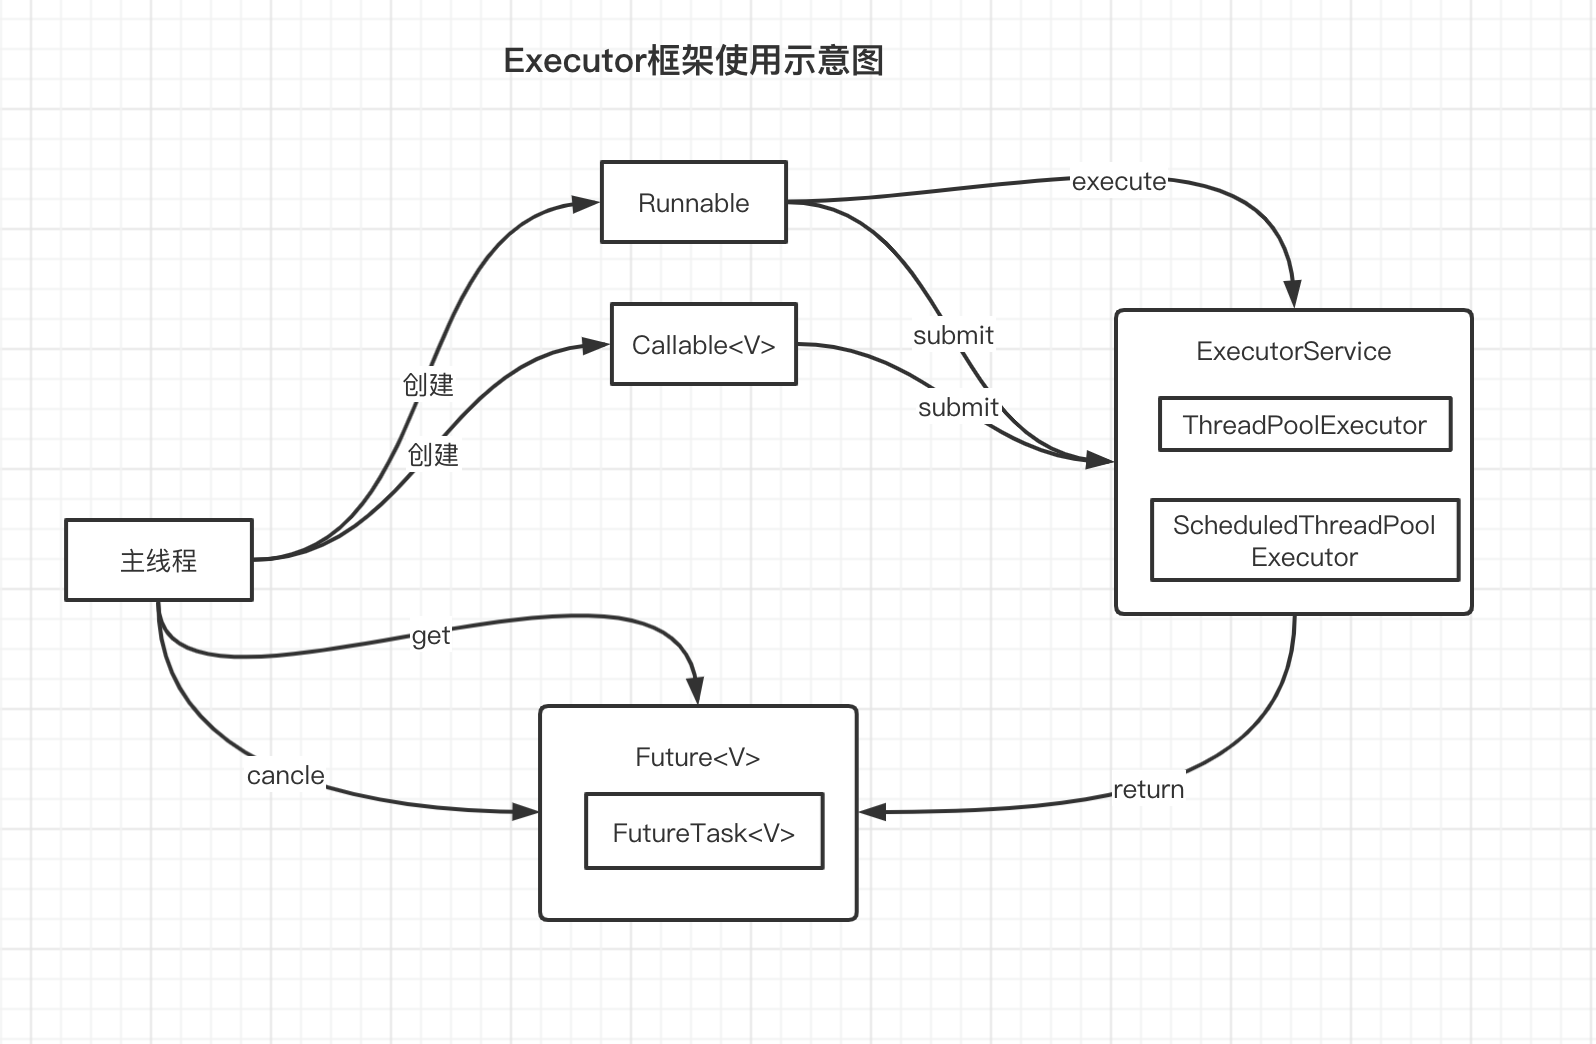 Executor框架使用示意图
Runnable
execute
Callable<V>
submit
submit
创建
创建
ExecutorService
ThreadPoolExecutor
ScheduledThreadPool
Executor
主线程
get
cancle
Future<V>
FutureTask<V>
return